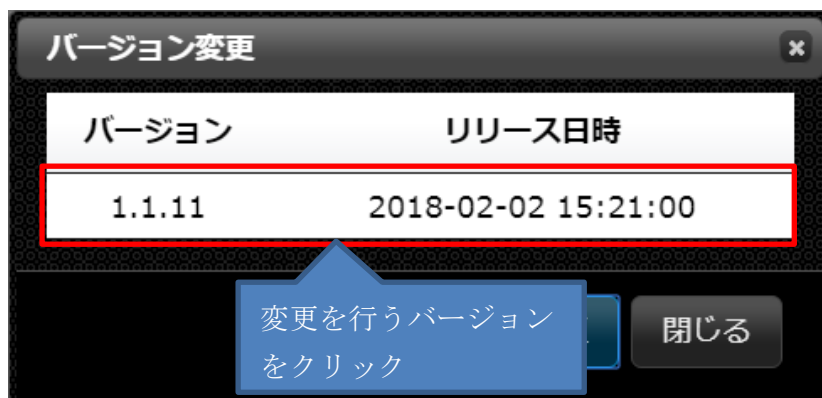 バージョン変更
バージョン リリース日時
1.1.11 2018-02-02 15:21:00
変更を行うバージョン
をクリック
閉じる